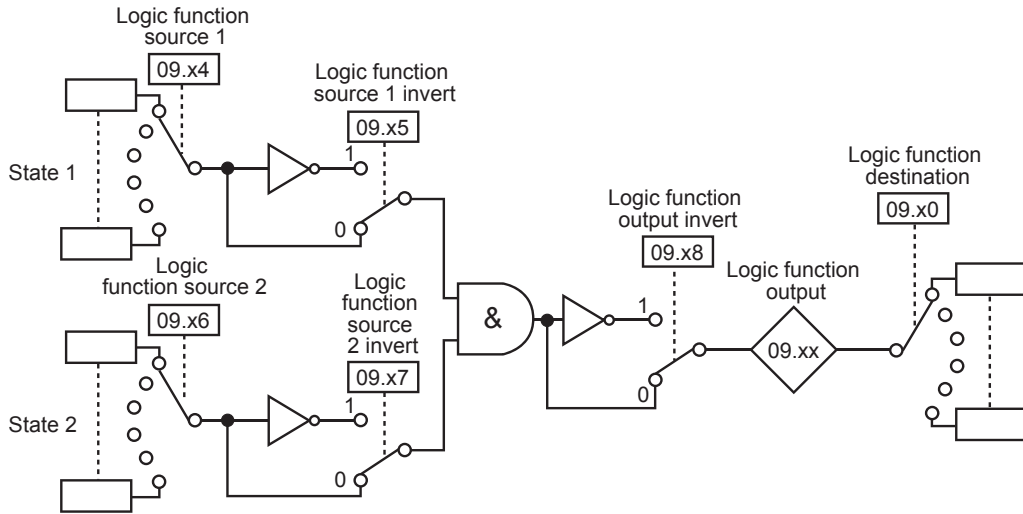 Logic function
source 1
09.x4
Logic function
source 1 invert
09.x5
1
0
State 1
Logic
function source 2
09.x6
Logic
function
source
2 invert
09.x7
1
0
State 2
&
Logic function
output invert
09.x8
1
0
Logic function
output
09.xx
Logic function
destination
09.x0